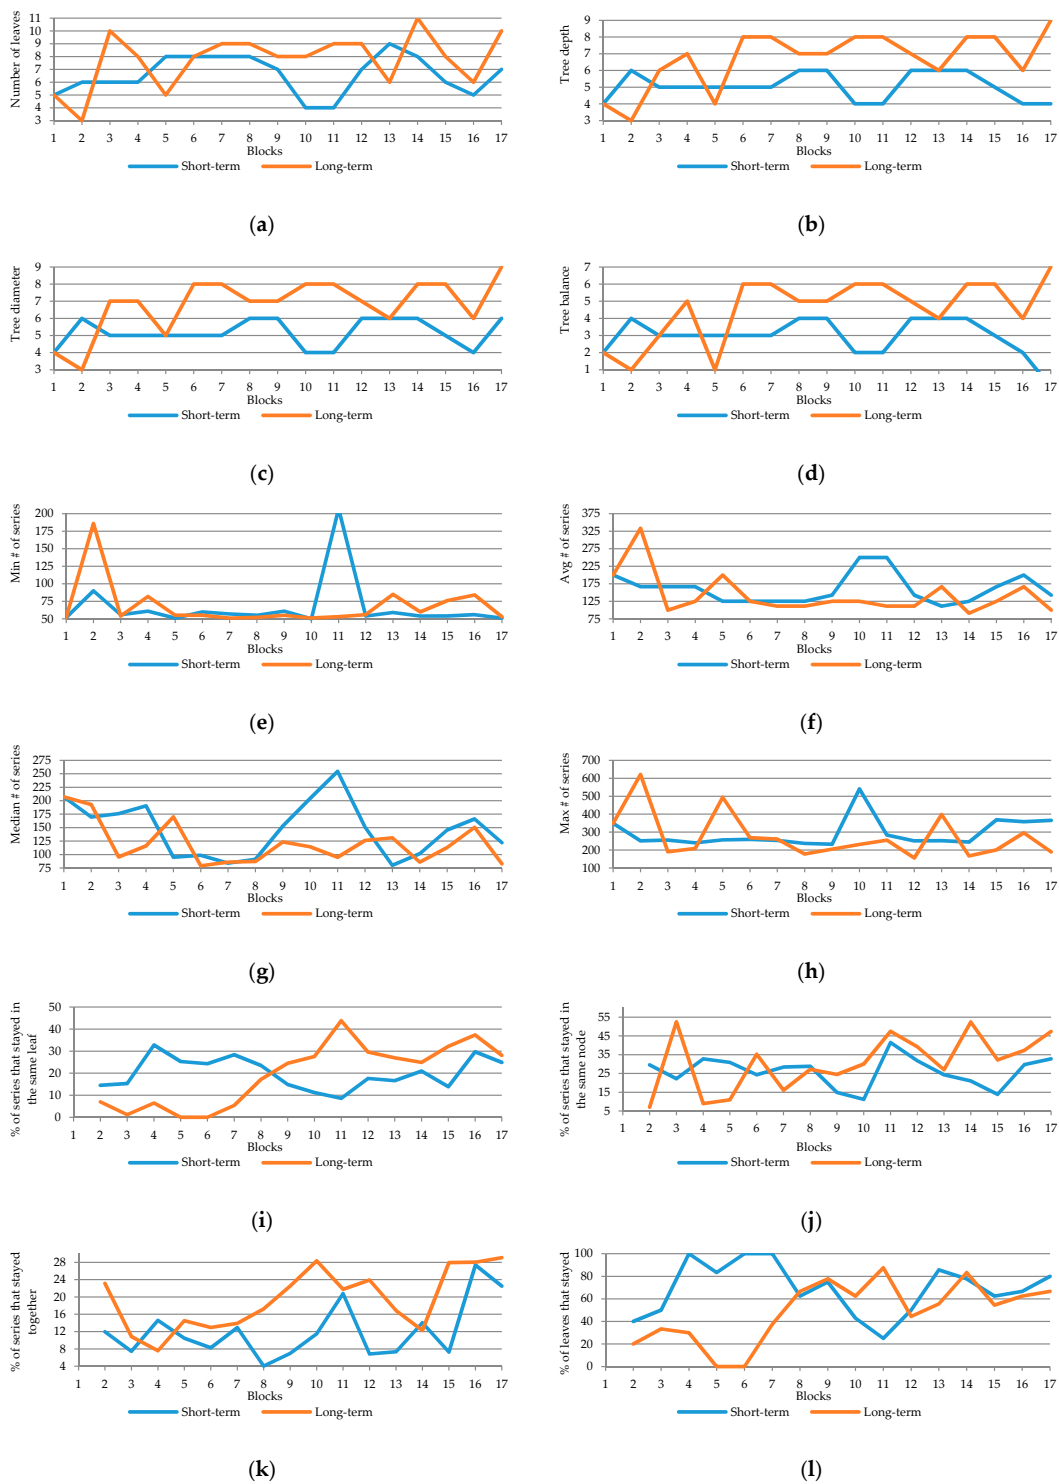 Number of leaves
11
10
9
8
7
6
5
4
3
1 2 3 4 5 6 7 8 9 10 11 12 13 14 15 16 17
Blocks
Short-term Long-term
(a)
Tree depth
9
8
7
6
5
4
3
1 2 3 4 5 6 7 8 9 10 11 12 13 14 15 16 17
Blocks
Short-term Long-term
(b)
Tree diameter
9
8
7
6
5
4
3
1 2 3 4 5 6 7 8 9 10 11 12 13 14 15 16 17
Blocks
Short-term Long-term
(c)
Tree balance
7
6
5
4
3
2
1
1 2 3 4 5 6 7 8 9 10 11 12 13 14 15 16 17
Blocks
Short-term Long-term
(d)
Min # of series
200
175
150
125
100
75
50
1 2 3 4 5 6 7 8 9 10 11 12 13 14 15 16 17
Blocks
Short-term Long-term
(e)
Avg # of series
375
325
275
225
175
125
75
1 2 3 4 5 6 7 8 9 10 11 12 13 14 15 16 17
Blocks
Short-term Long-term
(f)
Median # of series
275
250
225
200
175
150
125
100
75
1 2 3 4 5 6 7 8 9 10 11 12 13 14 15 16 17
Blocks
Short-term Long-term
(g)
Max # of series
700
600
500
400
300
200
100
1 2 3 4 5 6 7 8 9 10 11 12 13 14 15 16 17
Blocks
Short-term Long-term
(h)
% of series that stayed in
the same leaf
50
40
30
20
10
0
1 2 3 4 5 6 7 8 9 10 11 12 13 14 15 16 17
Blocks
Short-term Long-term
(i)
% of series that stayed in
the same node
55
45
35
25
15
5
1 2 3 4 5 6 7 8 9 10 11 12 13 14 15 16 17
Blocks
Short-term Long-term
(j)
% of series that stayed
together
28
24
20
16
12
8
4
1 2 3 4 5 6 7 8 9 10 11 12 13 14 15 16 17
Blocks
Short-term Long-term
(k)
% of leaves that stayed
100
80
60
40
20
0
1 2 3 4 5 6 7 8 9 10 11 12 13 14 15 16 17
Blocks
Short-term Long-term
(l)